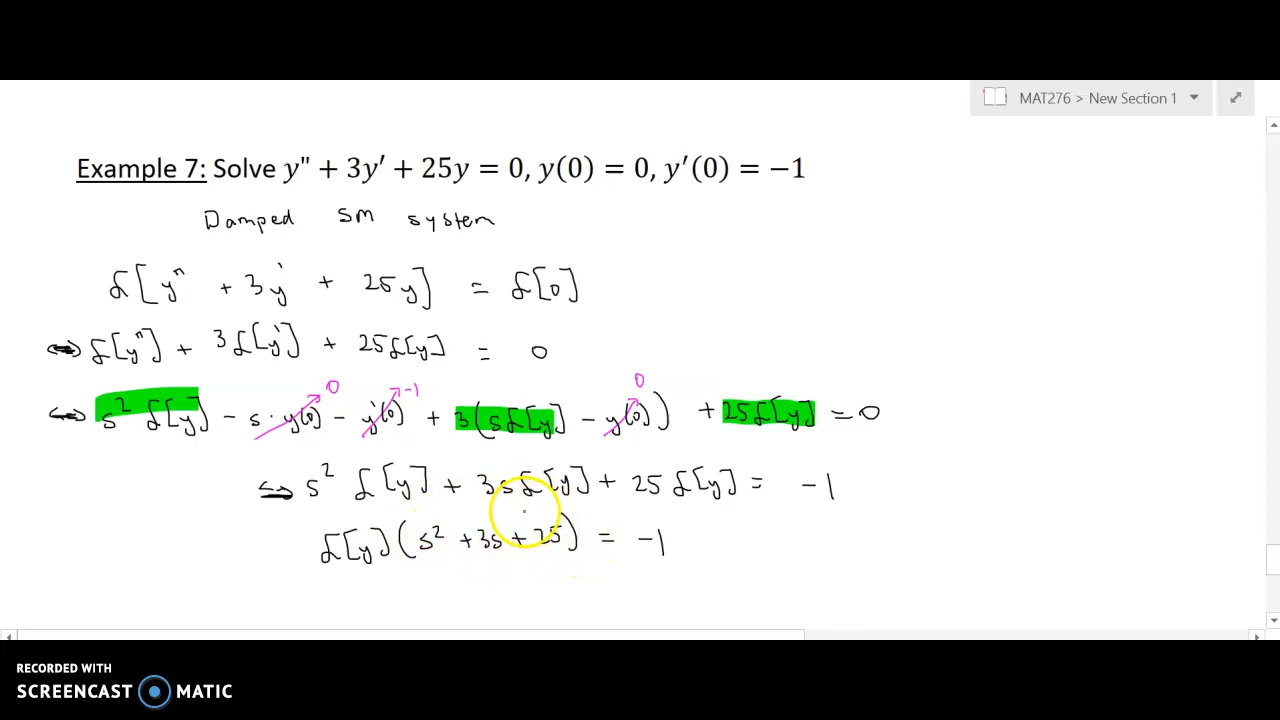 MAT276 > New Section 1
Example 7: Solve y" + 3y' + 25y = 0, y(0) = 0, y'(0) = −1
Damped SM system
ℒ[y" + 3y' + 25y] = ℒ[0]
⇔ ℒ[y"] + 3ℒ[y'] + 25ℒ[y] = 0
0 -1 0
⇔ s² ℒ[y] - s·y(0) - y'(0) + 3(sℒ[y] - y(0)) + 25ℒ[y] = 0
⇔ s² ℒ[y] + 3sℒ[y] + 25ℒ[y] = -1
ℒ[y](s² + 3s + 25) = -1
RECORDED WITH
SCREENCAST MATIC